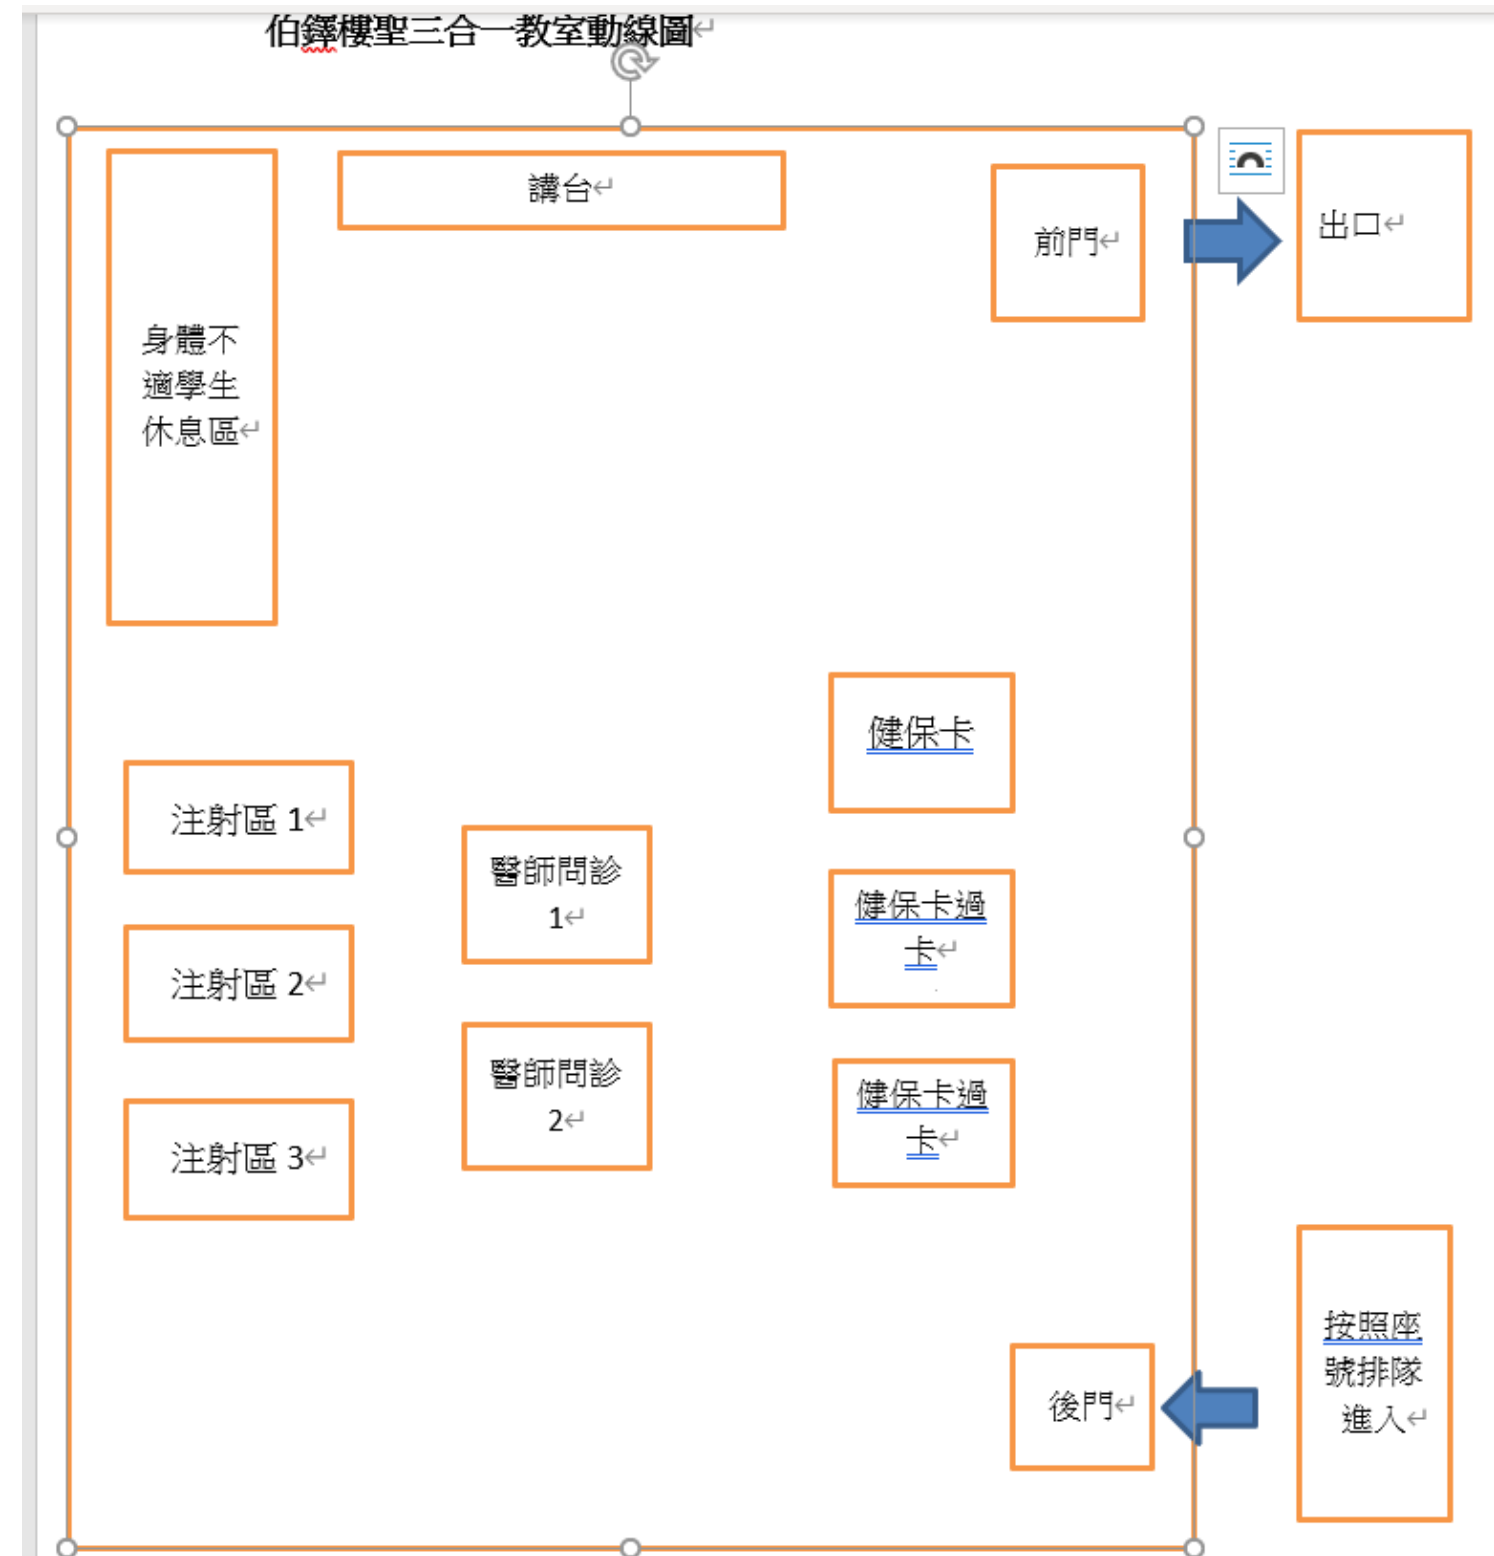 伯鐸樓聖三合一教室動線圖
講台
前門
出口
身體不
適學生
休息區
健保卡
注射區 1
醫師問診
1
健保卡過
卡
注射區 2
醫師問診
2
健保卡過
卡
注射區 3
按照座
號排隊
進入
後門